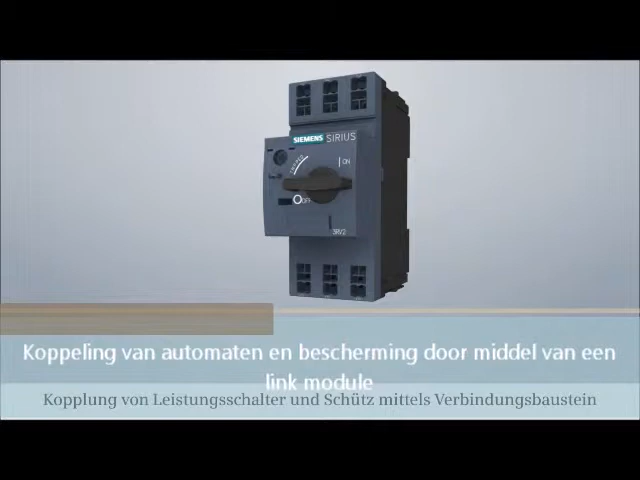 SIEMENS SIRIUS
TRIPPED
ON
OFF
3RV2
Koppeling van automaten en bescherming door middel van een
link module
Kopplung von Leistungsschalter und Schütz mittels Verbindungsbaustein